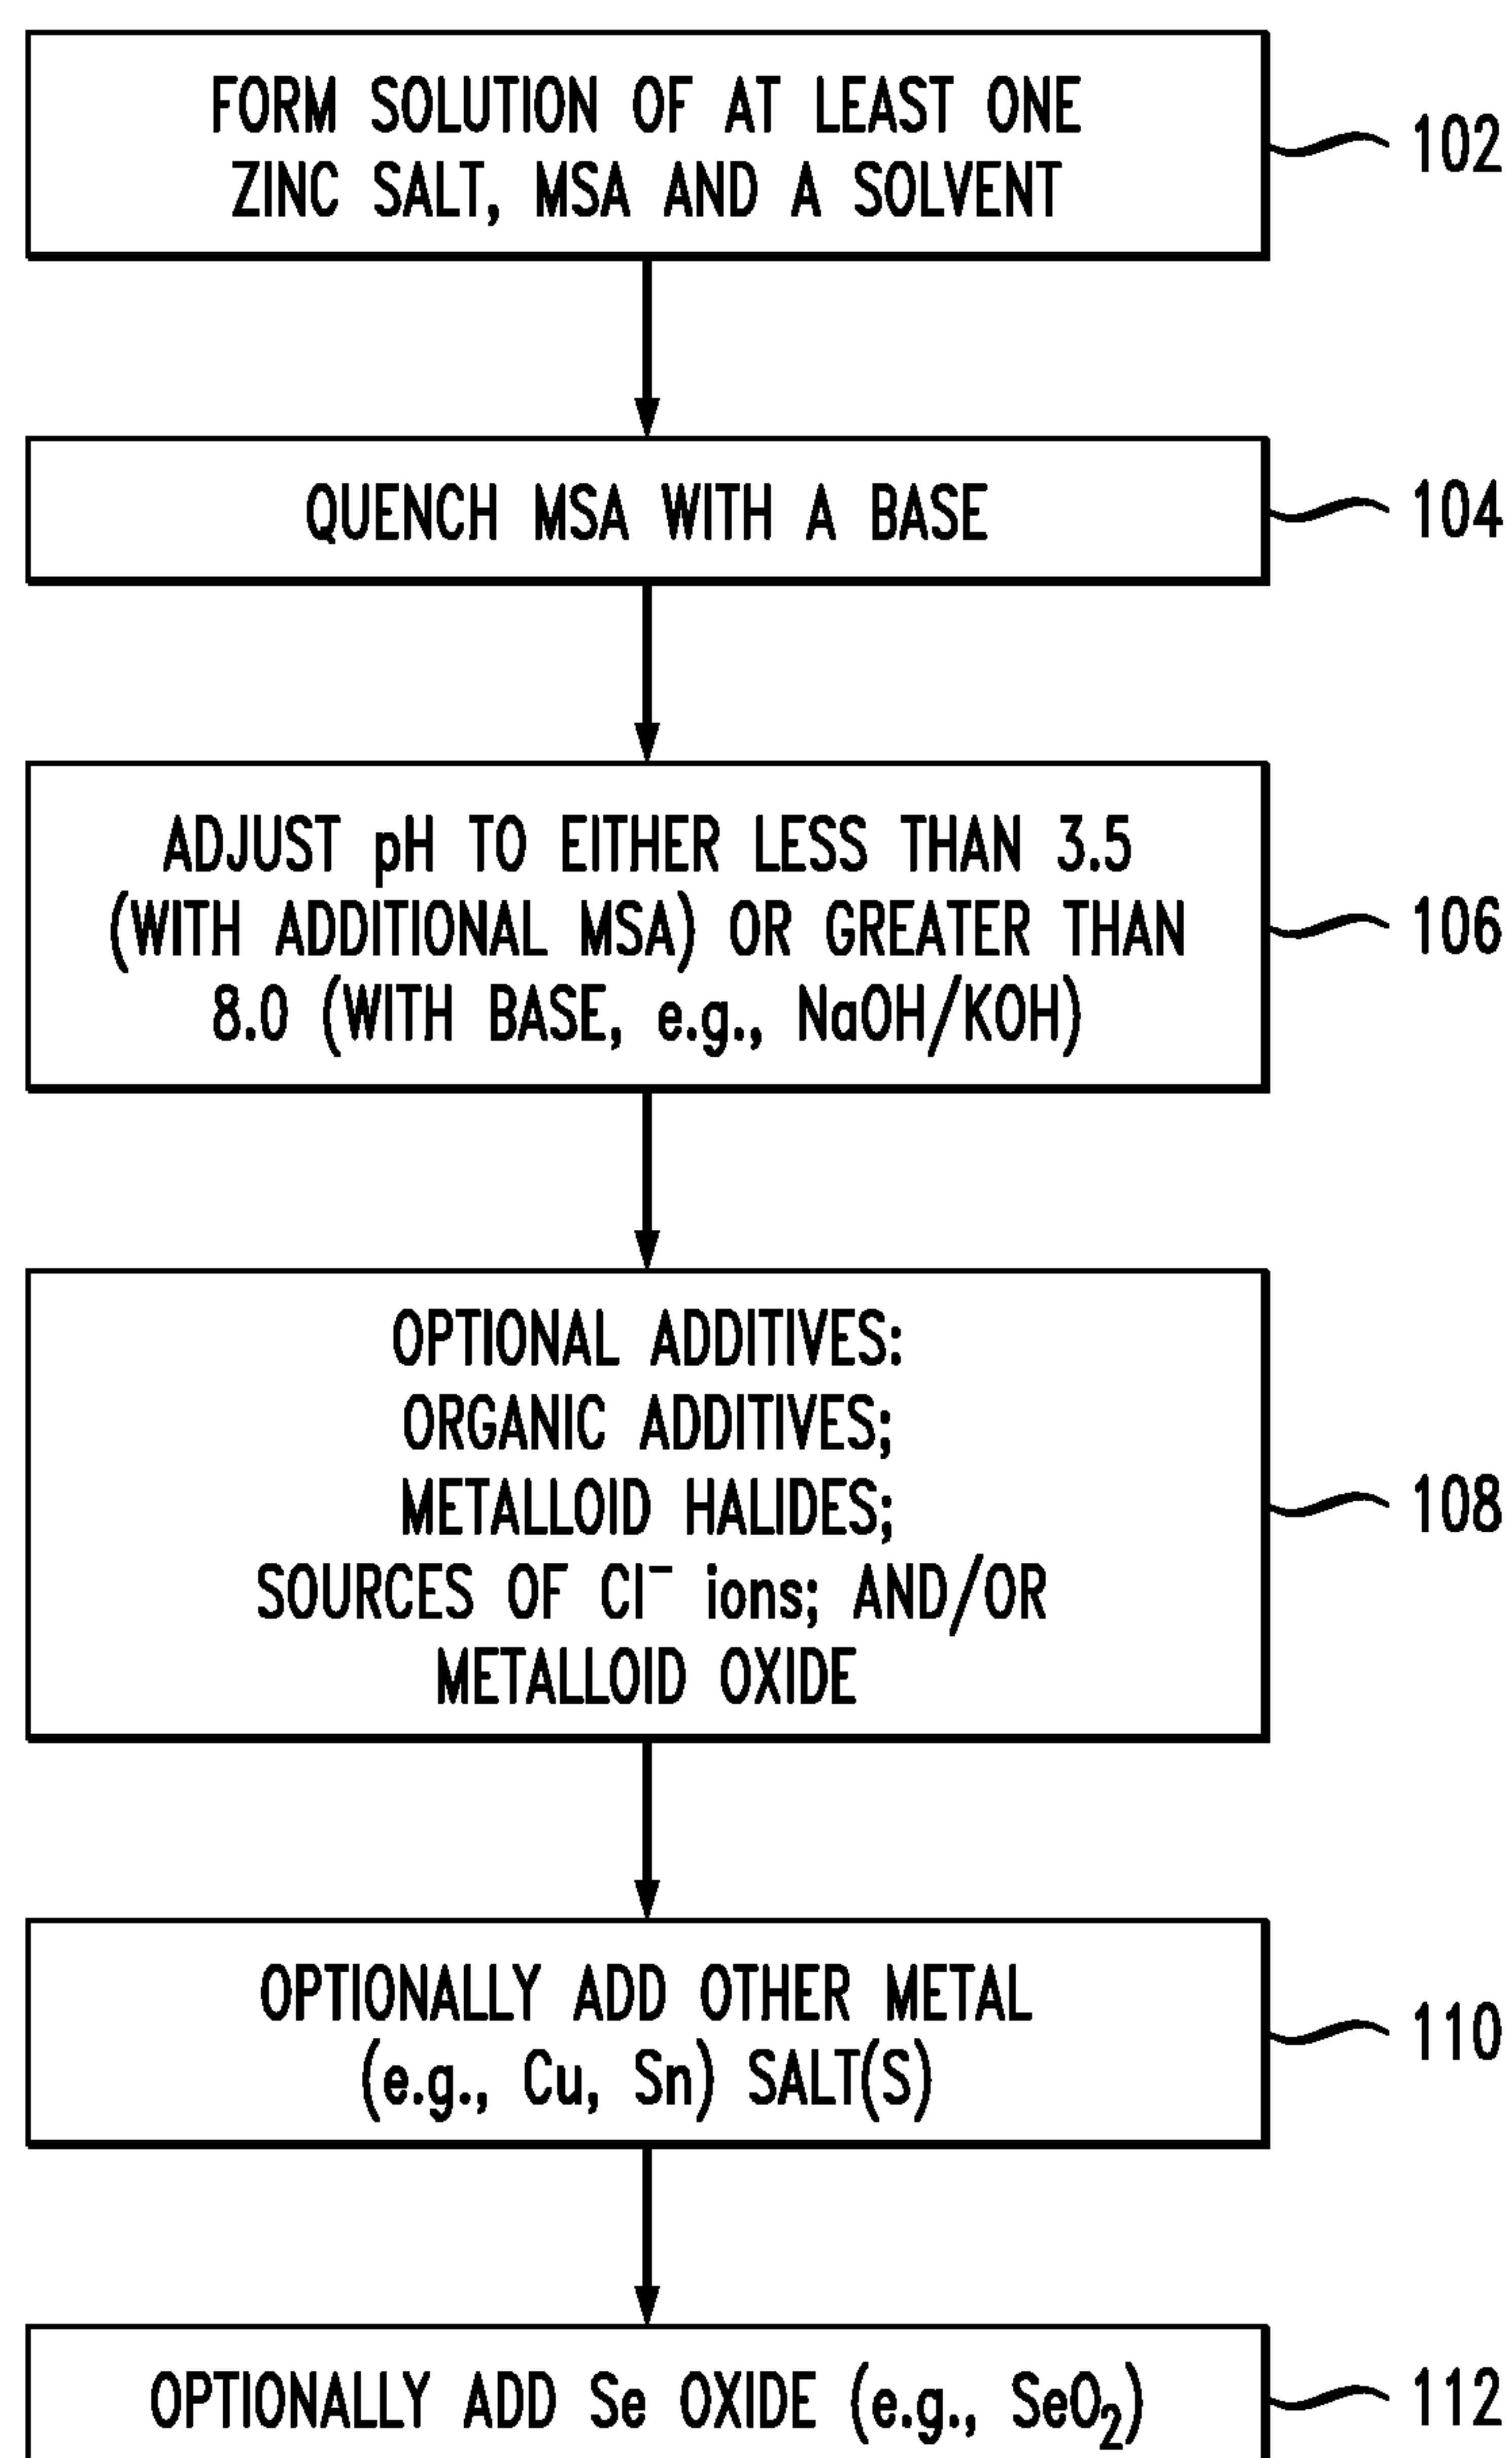 FORM SOLUTION OF AT LEAST ONE
ZINC SALT, MSA AND A SOLVENT
102
QUENCH MSA WITH A BASE
104
ADJUST pH TO EITHER LESS THAN 3.5
(WITH ADDITIONAL MSA) OR GREATER THAN
8.0 (WITH BASE, e.g., NaOH/KOH)
106
OPTIONAL ADDITIVES:
ORGANIC ADDITIVES;
METALLOID HALIDES;
SOURCES OF Cl⁻ ions; AND/OR
METALLOID OXIDE
108
OPTIONALLY ADD OTHER METAL
(e.g., Cu, Sn) SALT(S)
110
OPTIONALLY ADD Se OXIDE (e.g., SeO₂)
112